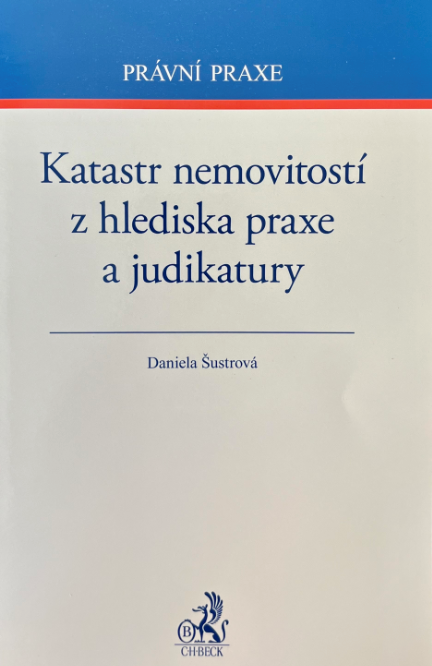 PRÁVNÍ PRAXE
Katastr nemovitostí
z hlediska praxe
a judikatury
Daniela Šustrová
B
C·H·BECK